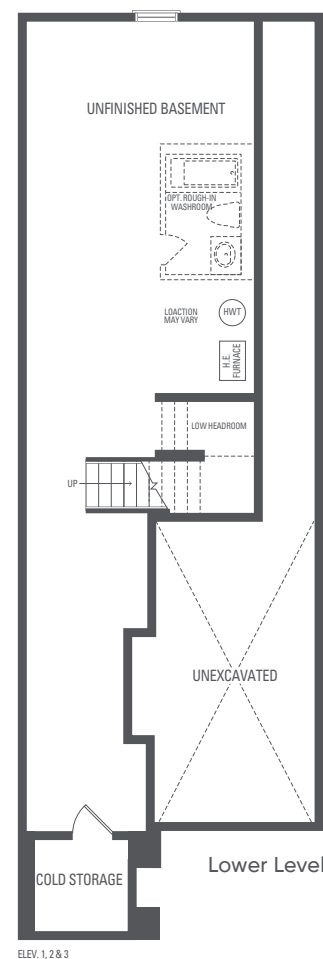 UNFINISHED BASEMENT
OPT. ROUGH-IN
WASHROOM
LOACTION
MAY VARY
HWT
H.E.
FURNACE
LOW HEADROOM
UP
UNEXCAVATED
Lower Level
COLD STORAGE
ELEV. 1, 2 & 3